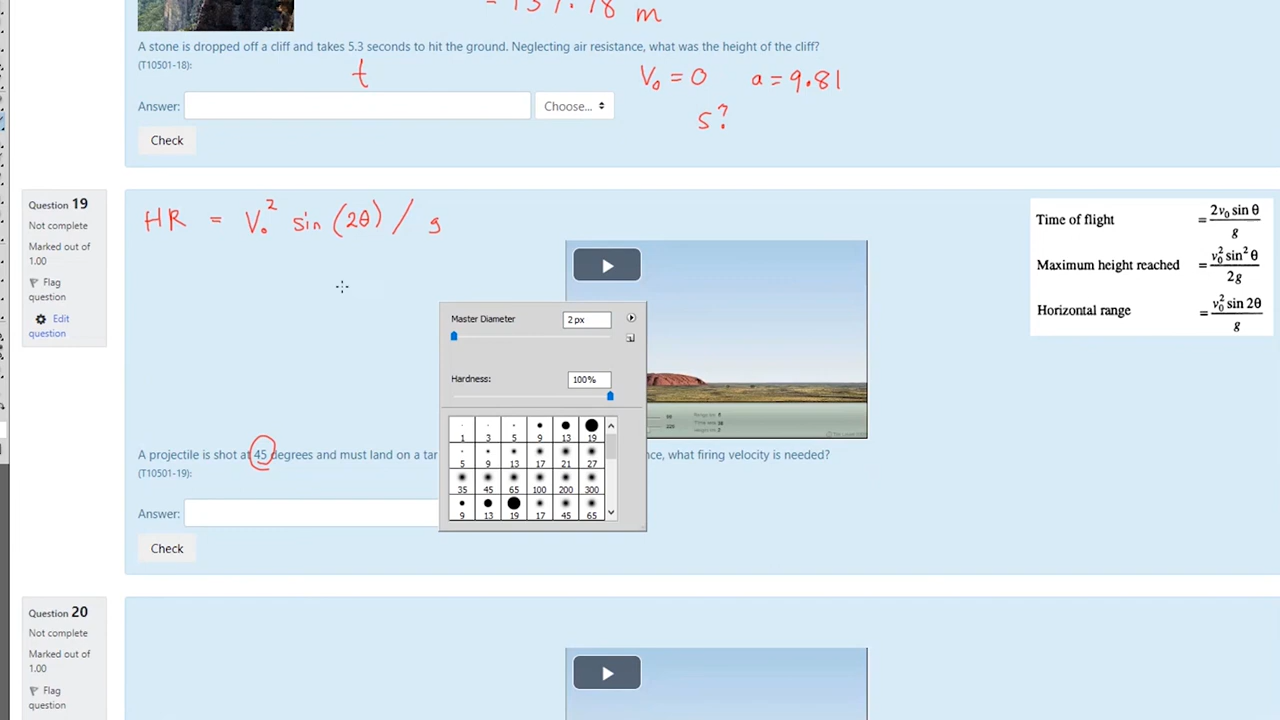 = 137.78 m
A stone is dropped off a cliff and takes 5.3 seconds to hit the ground. Neglecting air resistance, what was the height of the cliff?
(T10501-18):
t
V₀ = 0 a = 9.81
s?
Answer:
Choose...
Check
Question 19
Not complete
Marked out of
1.00
Flag
question
Edit
question
HR = V₀² sin (2θ) / g
Time of flight = 2v₀ sin θ / g
Maximum height reached = v₀² sin² θ / 2g
Horizontal range = v₀² sin 2θ / g
Master Diameter 2 px
Hardness: 100%
1 3 5 9 13 19
5 9 13 17 21 27
35 45 65 100 200 300
9 13 19 17 45 65
A projectile is shot at 45 degrees and must land on a tar
nce, what firing velocity is needed?
(T10501-19):
Answer:
Check
Question 20
Not complete
Marked out of
1.00
Flag
question